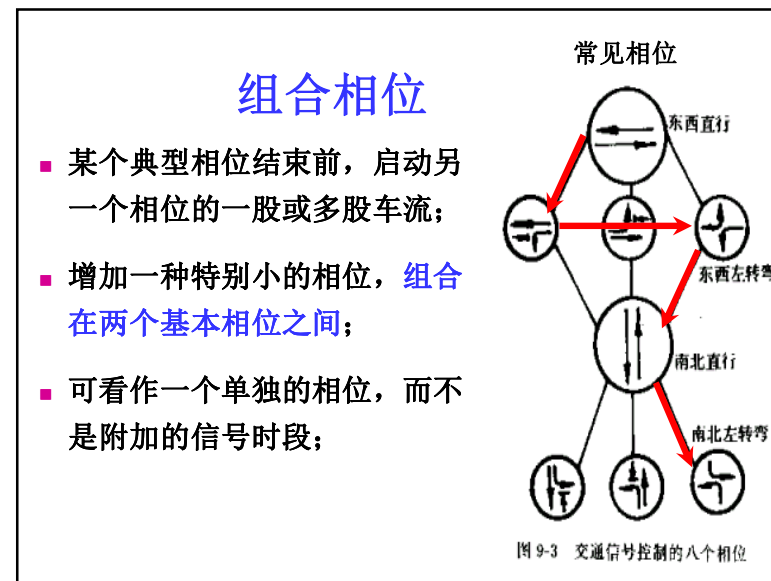 常见相位
组合相位
某个典型相位结束前，启动另
一个相位的一股或多股车流；
增加一种特别小的相位，组合
在两个基本相位之间；
可看作一个单独的相位，而不
是附加的信号时段；
东西直行
东西左转弯
南北直行
南北左转弯
图 9-3 交通信号控制的八个相位